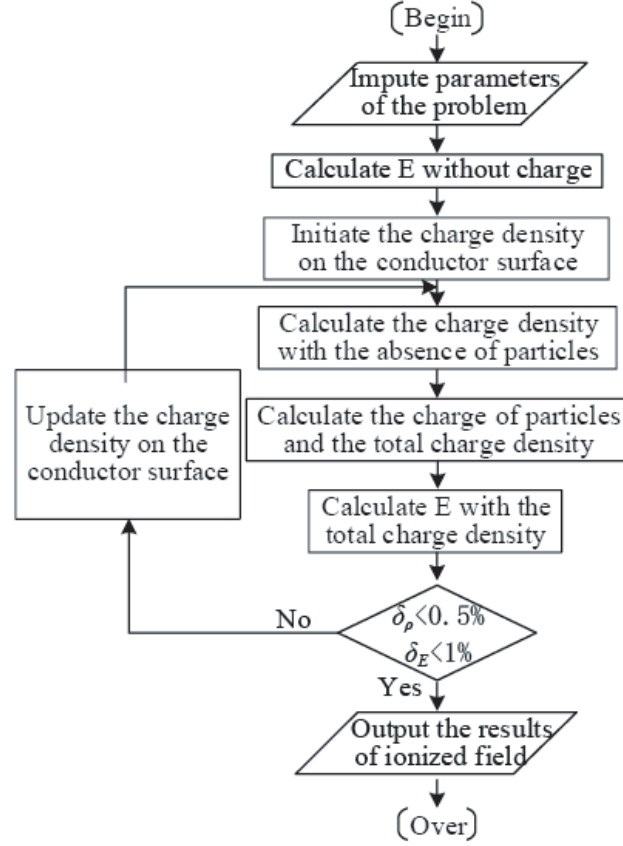 (Begin)
Impute parameters
of the problem
Calculate E without charge
Initiate the charge density
on the conductor surface
Calculate the charge density
with the absence of particles
Update the charge
density on the
conductor surface
Calculate the charge of particles
and the total charge density
Calculate E with the
total charge density
No
δρ<0.5%
δE<1%
Yes
Output the results
of ionized field
(Over)